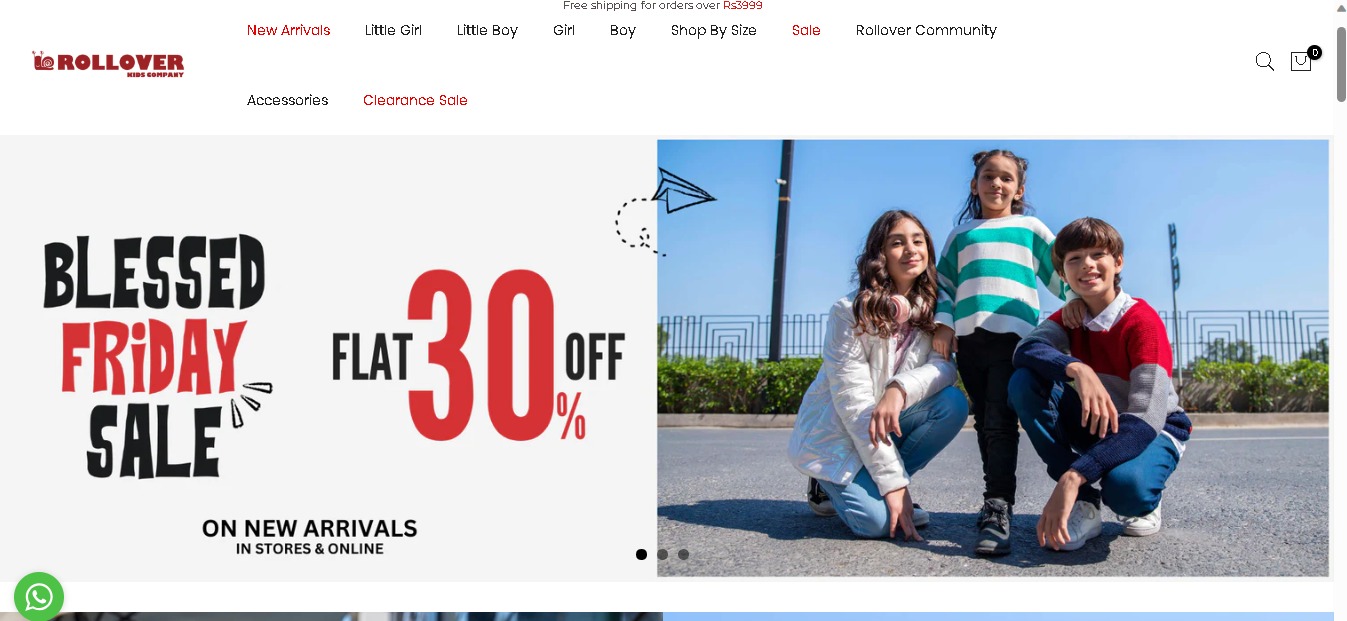 Free shipping for orders over Rs3999
New Arrivals Little Girl Little Boy Girl Boy Shop By Size Sale Rollover Community
ROLLOVER
KIDS COMPANY
0
Accessories Clearance Sale
BLESSED
FRiDAY
SALE
FLAT 30% OFF
ON NEW ARRIVALS
IN STORES & ONLINE